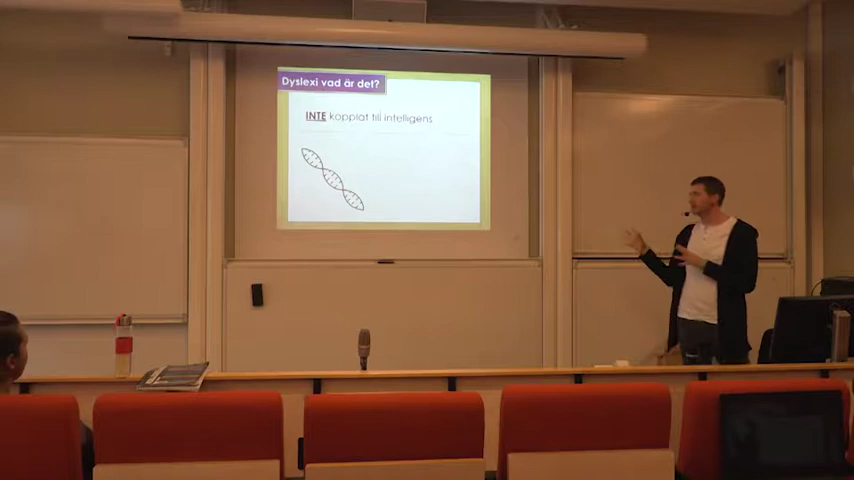 Dyslexi vad är det?
INTE kopplat till intelligens